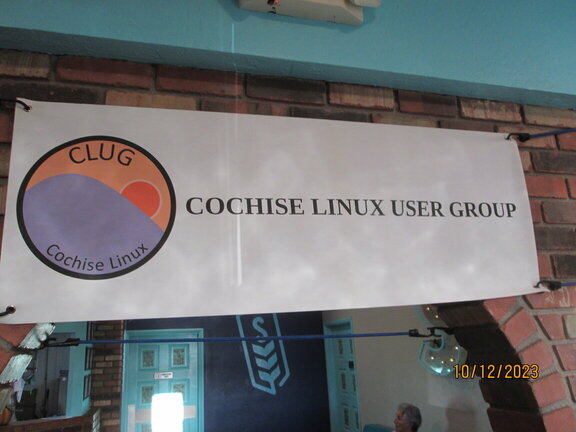 CLUG
Cochise Linux
COCHISE LINUX USER GROUP
10/12/2023